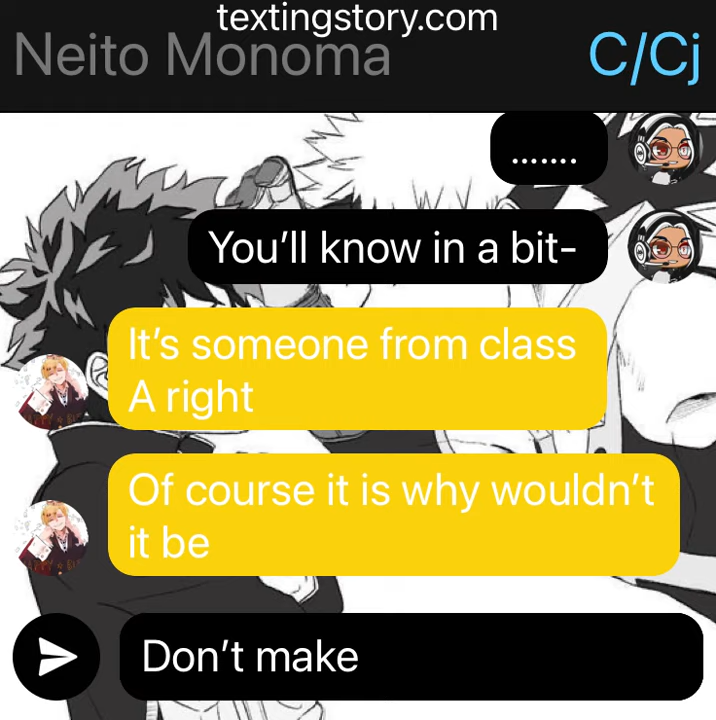 textingstory.com
Neito Monoma
C/Cj
.......
You’ll know in a bit-
It’s someone from class
A right
Of course it is why wouldn’t
it be
Don’t make